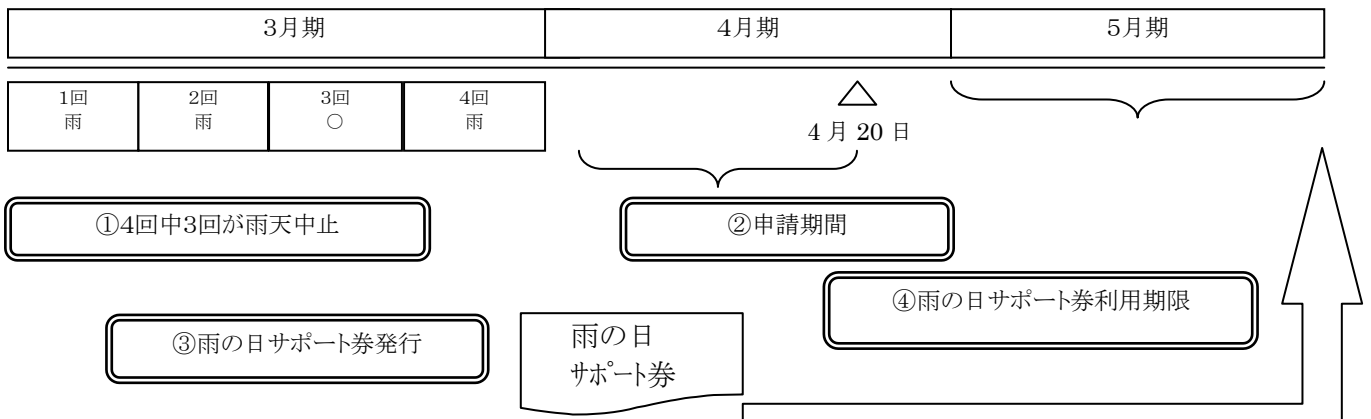 3月期
4月期
5月期
1回
雨
2回
雨
3回
○
4回
雨
4月20日
①4回中3回が雨天中止
②申請期間
④雨の日サポート券利用期限
③雨の日サポート券発行
雨の日
ｻﾎﾟｰﾄ券